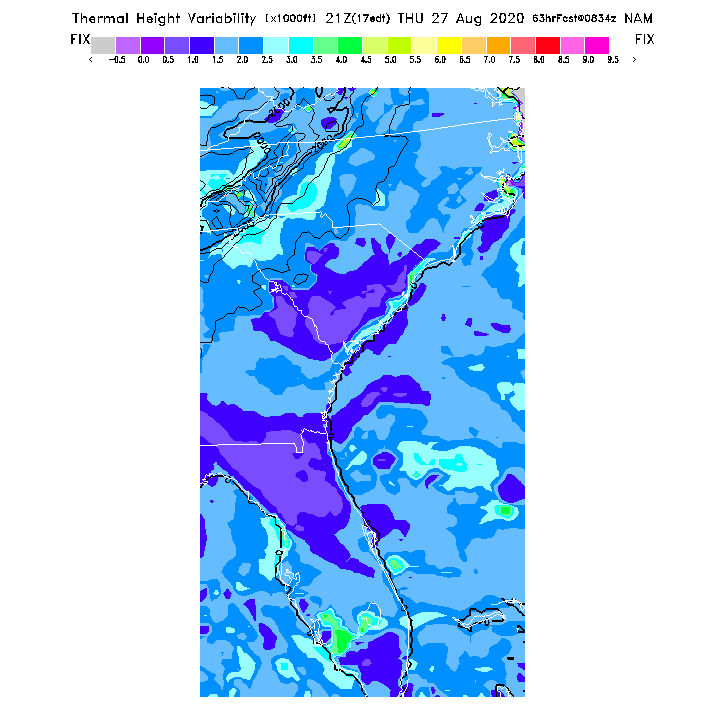 Thermal Height Variability [x1000ft] 21Z(17edt) THU 27 Aug 2020 63hrFcst@0834z NAM
FIX FIX
< -0.5 0.0 0.5 1.0 1.5 2.0 2.5 3.0 3.5 4.0 4.5 5.0 5.5 6.0 6.5 7.0 7.5 8.0 8.5 9.0 9.5 >